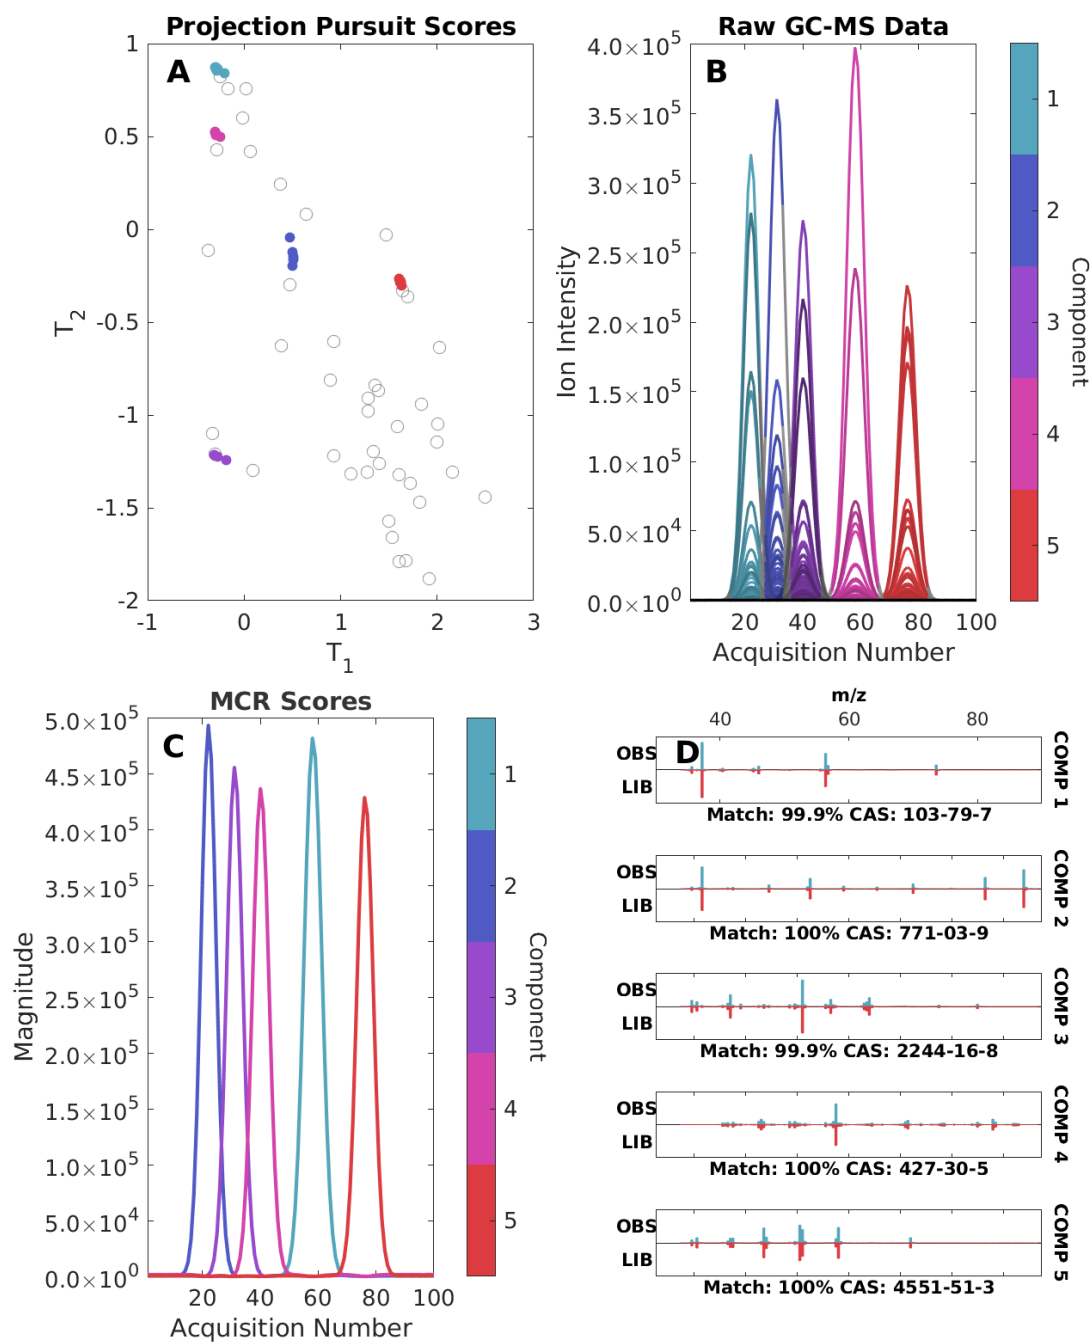 Projection Pursuit Scores
A
1
0.5
0
-0.5
-1
-1.5
-2
T2
-1 0 1 2 3
T1
Raw GC-MS Data
B
4.0×10^5
3.5×10^5
3.0×10^5
2.5×10^5
2.0×10^5
1.5×10^5
1.0×10^5
5.0×10^4
0.0×10^0
Ion Intensity
20 40 60 80 100
Acquisition Number
1
2
3
4
5
Component
MCR Scores
C
5.0×10^5
4.5×10^5
4.0×10^5
3.5×10^5
3.0×10^5
2.5×10^5
2.0×10^5
1.5×10^5
1.0×10^5
5.0×10^4
0.0×10^0
Magnitude
20 40 60 80 100
Acquisition Number
1
2
3
4
5
Component
m/z
40 60 80
D
OBS
LIB
COMP 1
Match: 99.9% CAS: 103-79-7
OBS
LIB
COMP 2
Match: 100% CAS: 771-03-9
OBS
LIB
COMP 3
Match: 99.9% CAS: 2244-16-8
OBS
LIB
COMP 4
Match: 100% CAS: 427-30-5
OBS
LIB
COMP 5
Match: 100% CAS: 4551-51-3